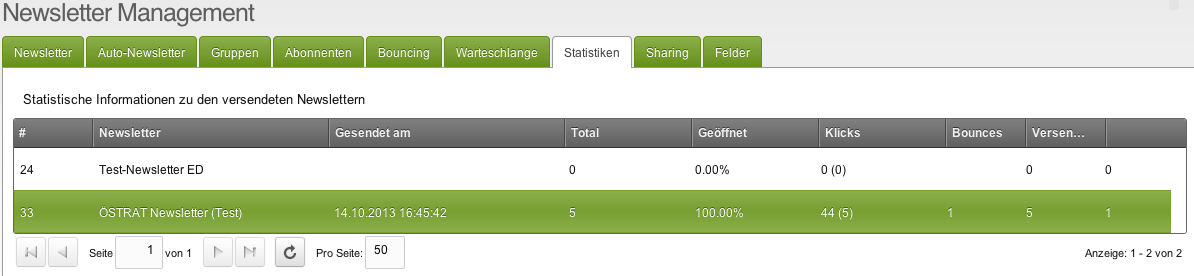 Newsletter Management
Newsletter Auto-Newsletter Gruppen Abonnenten Bouncing Warteschlange Statistiken Sharing Felder
Statistische Informationen zu den versendeten Newslettern
# Newsletter Gesendet am Total Geöffnet Klicks Bounces Versen...
24 Test-Newsletter ED 0 0.00% 0 (0) 0 0
33 ÖSTRAT Newsletter (Test) 14.10.2013 16:45:42 5 100.00% 44 (5) 1 5 1
Seite 1 von 1 Pro Seite: 50 Anzeige: 1 - 2 von 2